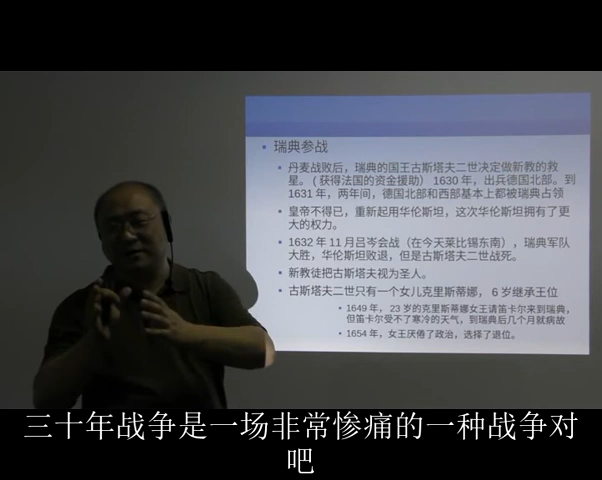 瑞典参战
丹麦战败后，瑞典的国王古斯塔夫二世决定做新教的救
星。（获得法国的资金援助） 1630 年，出兵德国北部。到
1631 年，两年间，德国北部和西部基本上都被瑞典占领
皇帝不得已，重新起用华伦斯坦，这次华伦斯坦拥有了更
大的权力。
1632 年 11 月吕岑会战（在今天莱比锡东南），瑞典军队
大胜，华伦斯坦败退，但是古斯塔夫二世战死。
新教徒把古斯塔夫视为圣人。
古斯塔夫二世只有一个女儿克里斯蒂娜， 6 岁继承王位
1649 年， 23 岁的克里斯蒂娜女王请笛卡尔来到瑞典，
但笛卡尔受不了寒冷的天气，到瑞典后几个月就病故
1654 年，女王厌倦了政治，选择了退位。
三十年战争是一场非常惨痛的一种战争对
吧